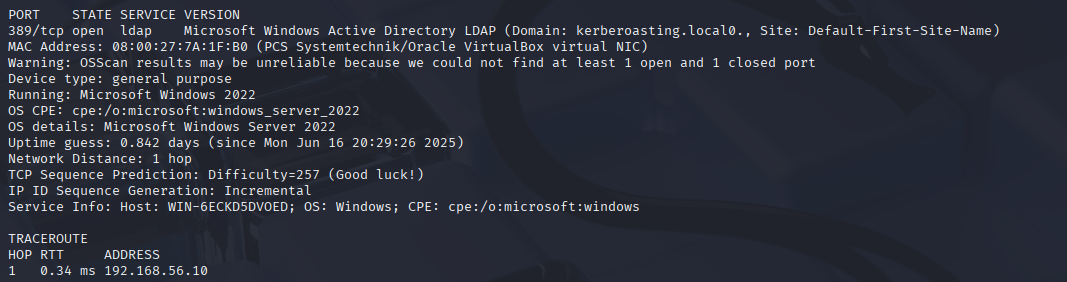 PORT    STATE SERVICE VERSION
389/tcp open  ldap    Microsoft Windows Active Directory LDAP (Domain: kerberoasting.local0., Site: Default-First-Site-Name)
MAC Address: 08:00:27:7A:1F:B0 (PCS Systemtechnik/Oracle VirtualBox virtual NIC)
Warning: OSScan results may be unreliable because we could not find at least 1 open and 1 closed port
Device type: general purpose
Running: Microsoft Windows 2022
OS CPE: cpe:/o:microsoft:windows_server_2022
OS details: Microsoft Windows Server 2022
Uptime guess: 0.842 days (since Mon Jun 16 20:29:26 2025)
Network Distance: 1 hop
TCP Sequence Prediction: Difficulty=257 (Good luck!)
IP ID Sequence Generation: Incremental
Service Info: Host: WIN-6ECKD5DVOED; OS: Windows; CPE: cpe:/o:microsoft:windows

TRACEROUTE
HOP RTT     ADDRESS
1   0.34 ms 192.168.56.10